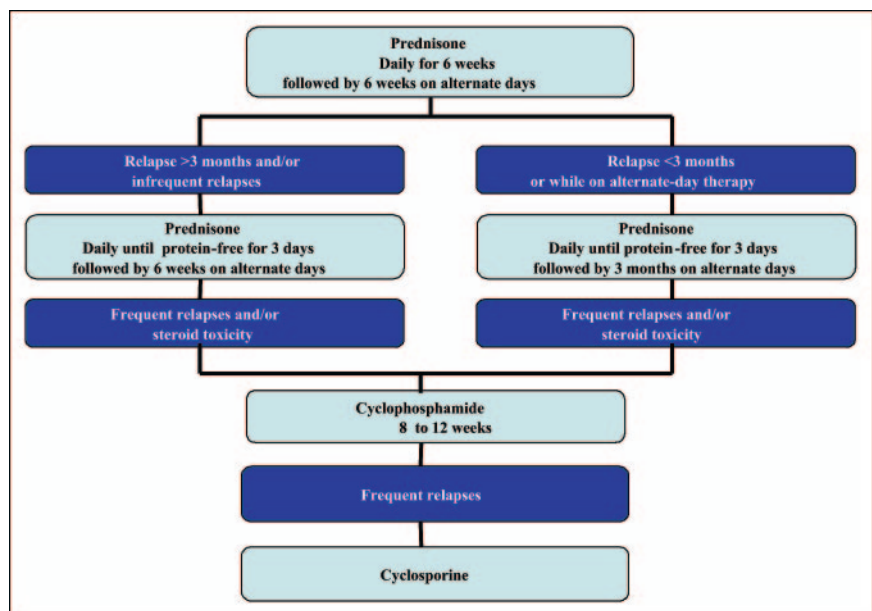 Prednisone
Daily for 6 weeks
followed by 6 weeks on alternate days
Relapse >3 months and/or
infrequent relapses
Relapse <3 months
or while on alternate-day therapy
Prednisone
Daily until protein-free for 3 days
followed by 6 weeks on alternate days
Prednisone
Daily until protein-free for 3 days
followed by 3 months on alternate days
Frequent relapses and/or
steroid toxicity
Frequent relapses and/or
steroid toxicity
Cyclophosphamide
8 to 12 weeks
Frequent relapses
Cyclosporine